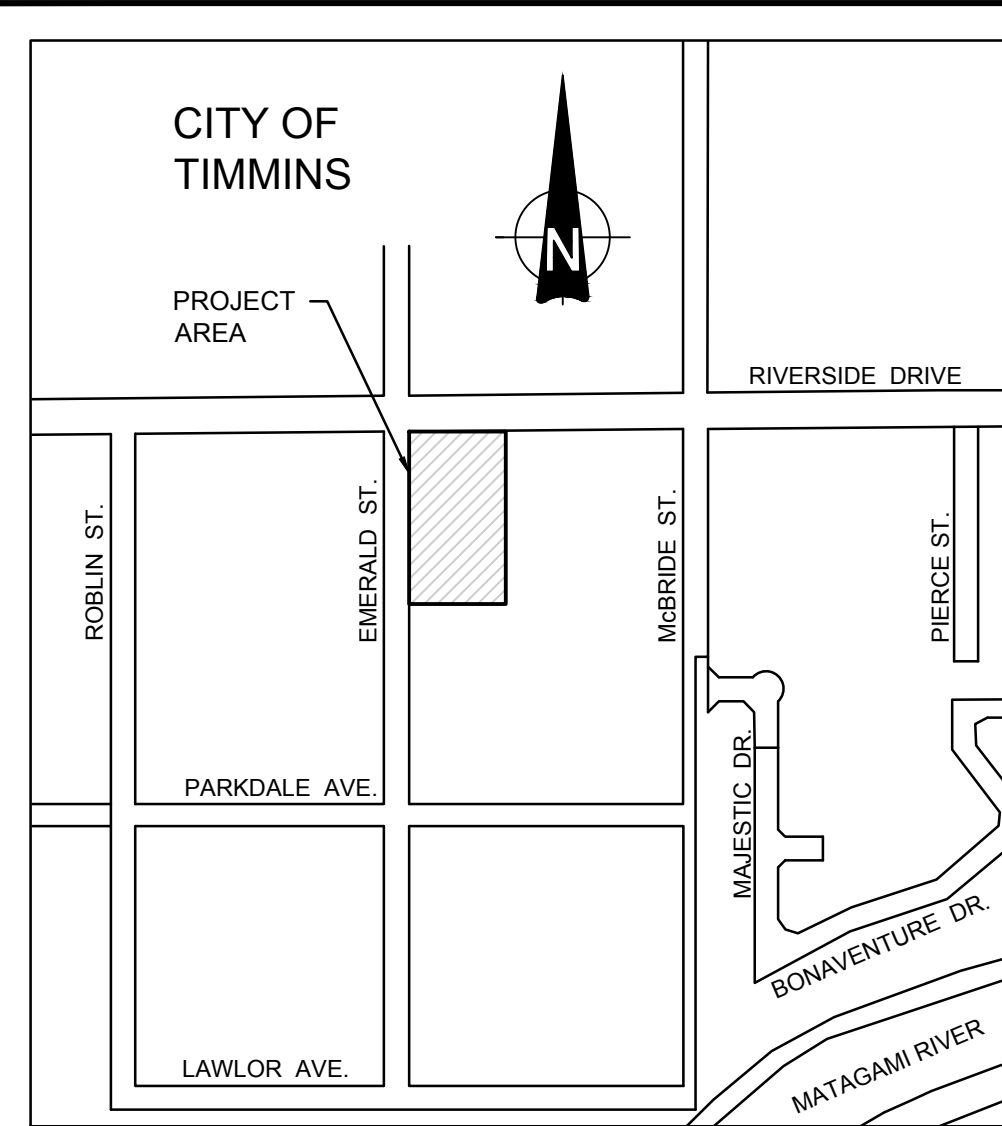 CITY OF
TIMMINS
N
PROJECT
AREA
RIVERSIDE DRIVE
ROBLIN ST.
EMERALD ST.
McBRIDE ST.
PIERCE ST.
PARKDALE AVE.
MAJESTIC DR.
BONAVENTURE DR.
LAWLOR AVE.
MATAGAMI RIVER